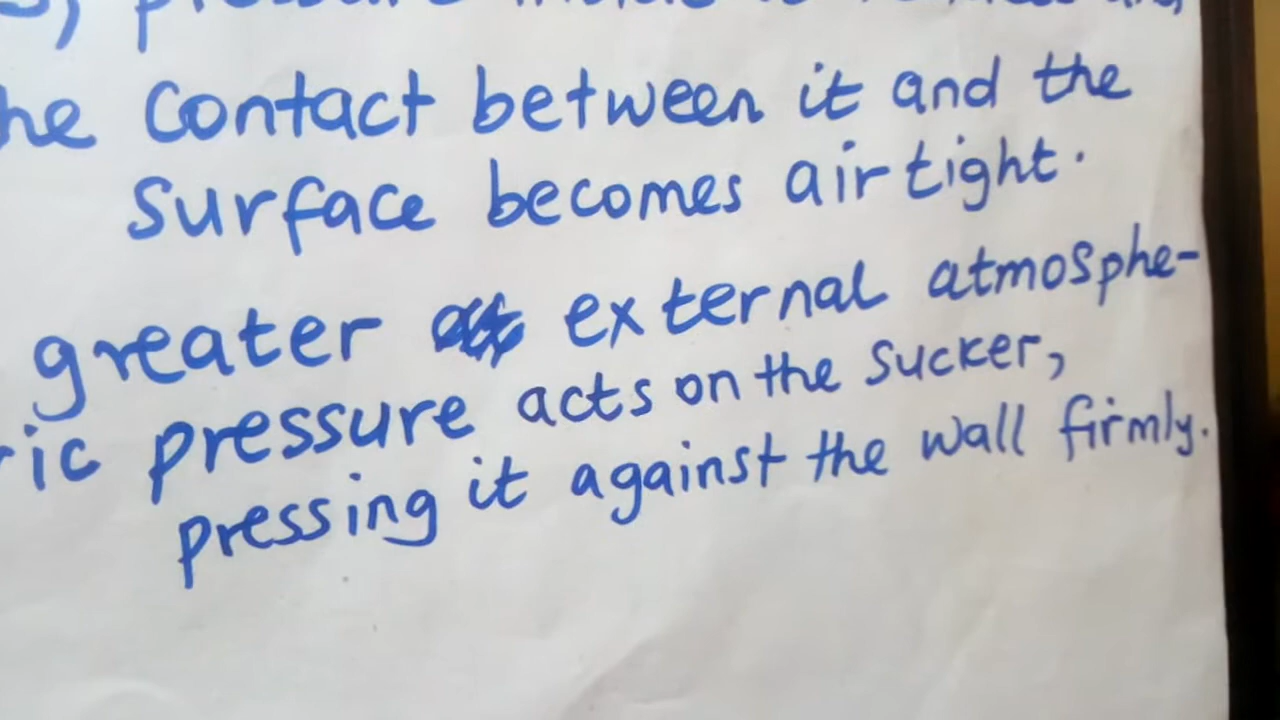 he contact between it and the
surface becomes air tight.
greater external atmosphe-
ric pressure acts on the sucker,
pressing it against the wall firmly.